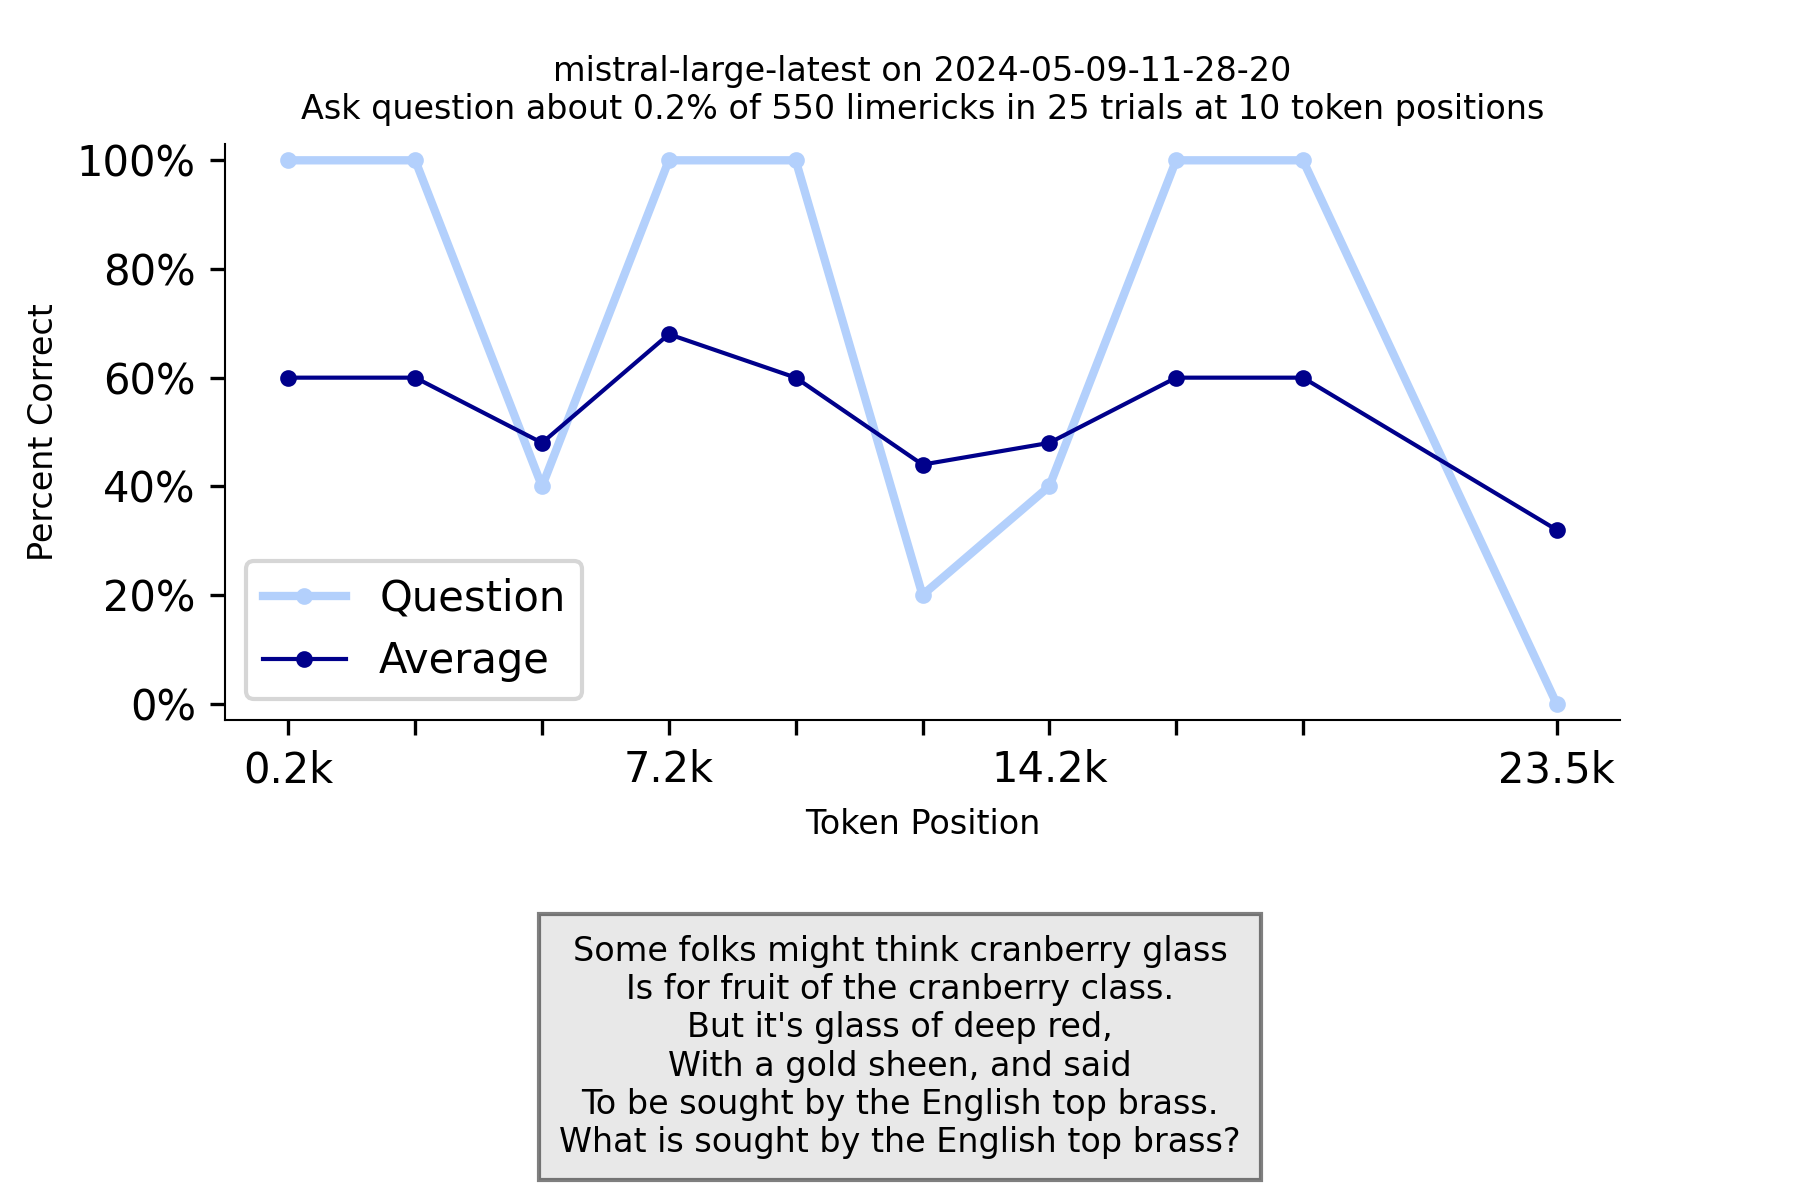 mistral-large-latest on 2024-05-09-11-28-20
Ask question about 0.2% of 550 limericks in 25 trials at 10 token positions
100%
80%
60%
40%
20%
0%
Percent Correct
Question
Average
0.2k
7.2k
14.2k
23.5k
Token Position
Some folks might think cranberry glass
Is for fruit of the cranberry class.
But it's glass of deep red,
With a gold sheen, and said
To be sought by the English top brass.
What is sought by the English top brass?